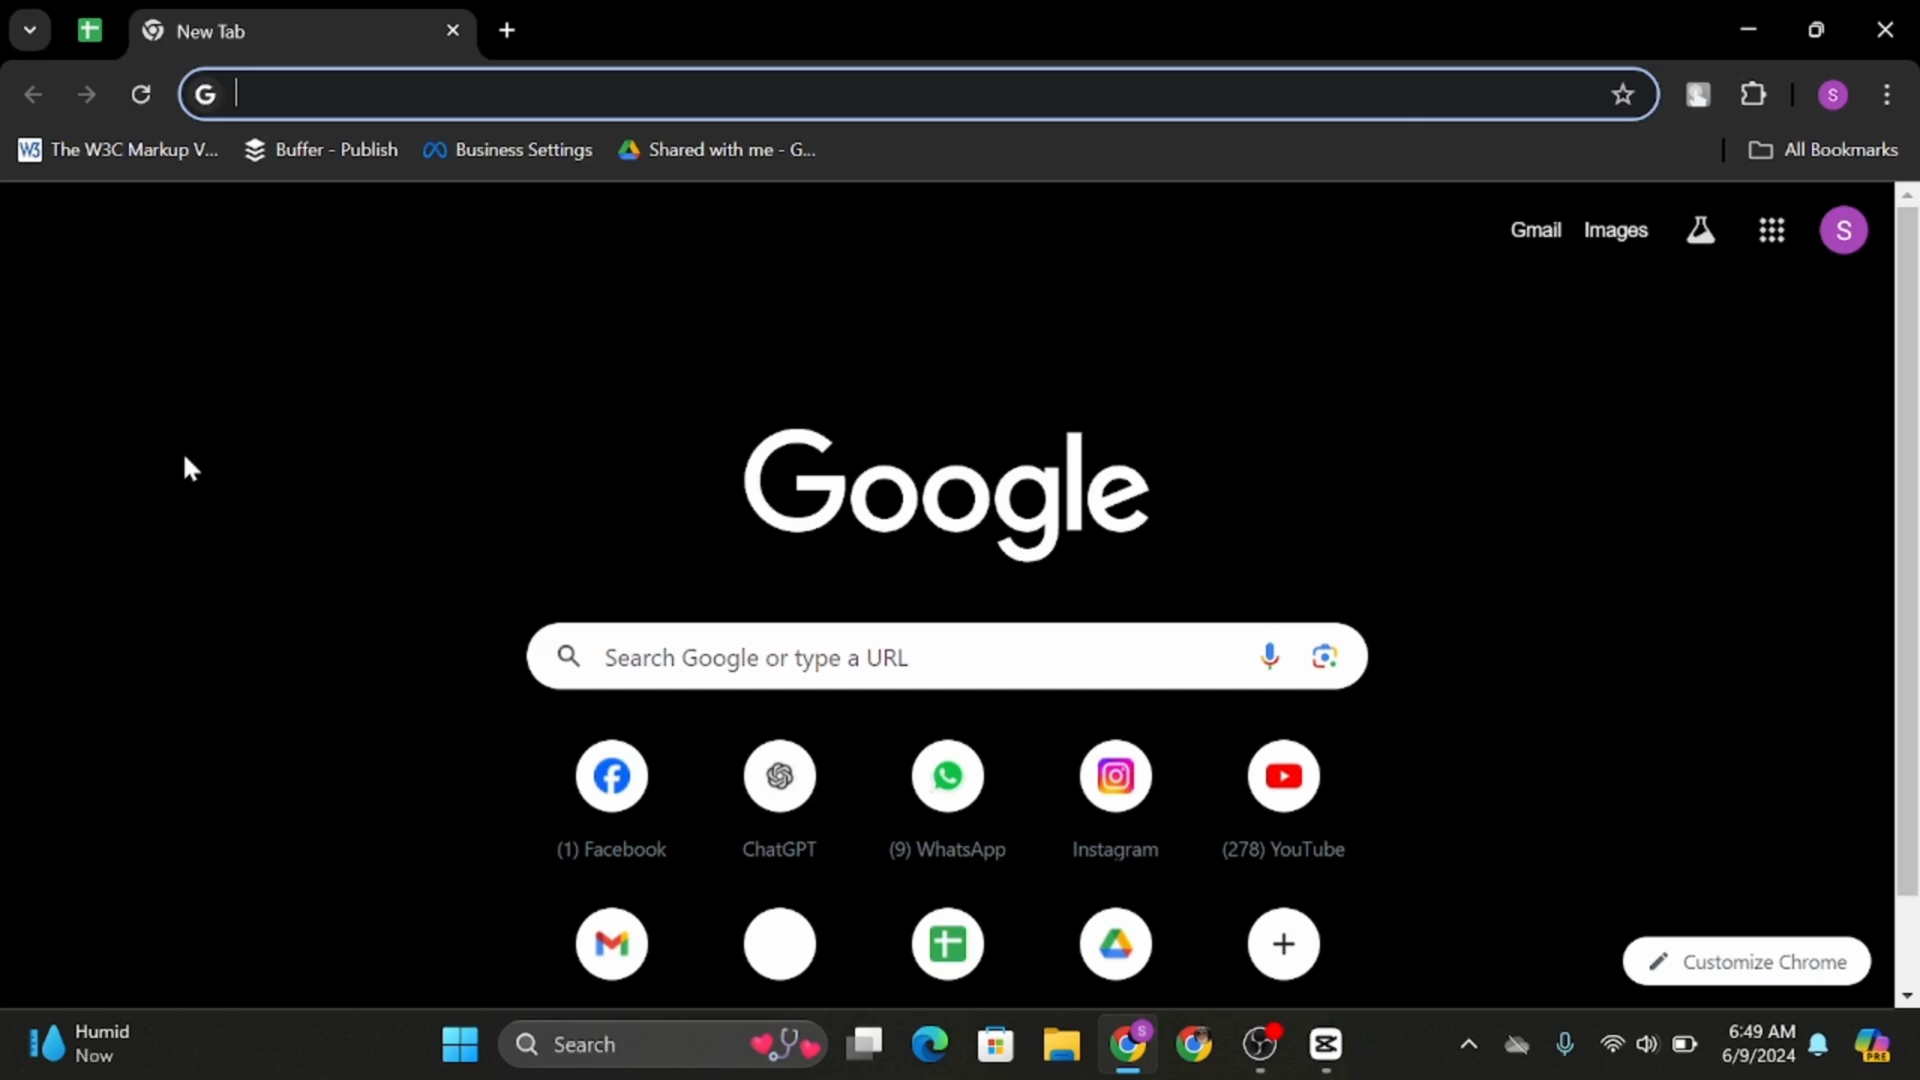 New Tab
The W3C Markup V...
Buffer - Publish
Business Settings
Shared with me - G...
All Bookmarks
Gmail
Images
S
Google
Search Google or type a URL
(1) Facebook
ChatGPT
(9) WhatsApp
Instagram
(278) YouTube
Customize Chrome
Humid
Now
Search
6:49 AM
6/9/2024
PRE